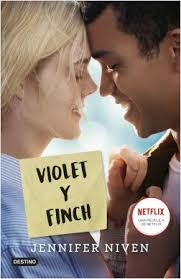 VIOLET
Y
FINCH
NETFLIX
UNA PELÍCULA
DE NETFLIX
JENNIFER NIVEN
DESTINO